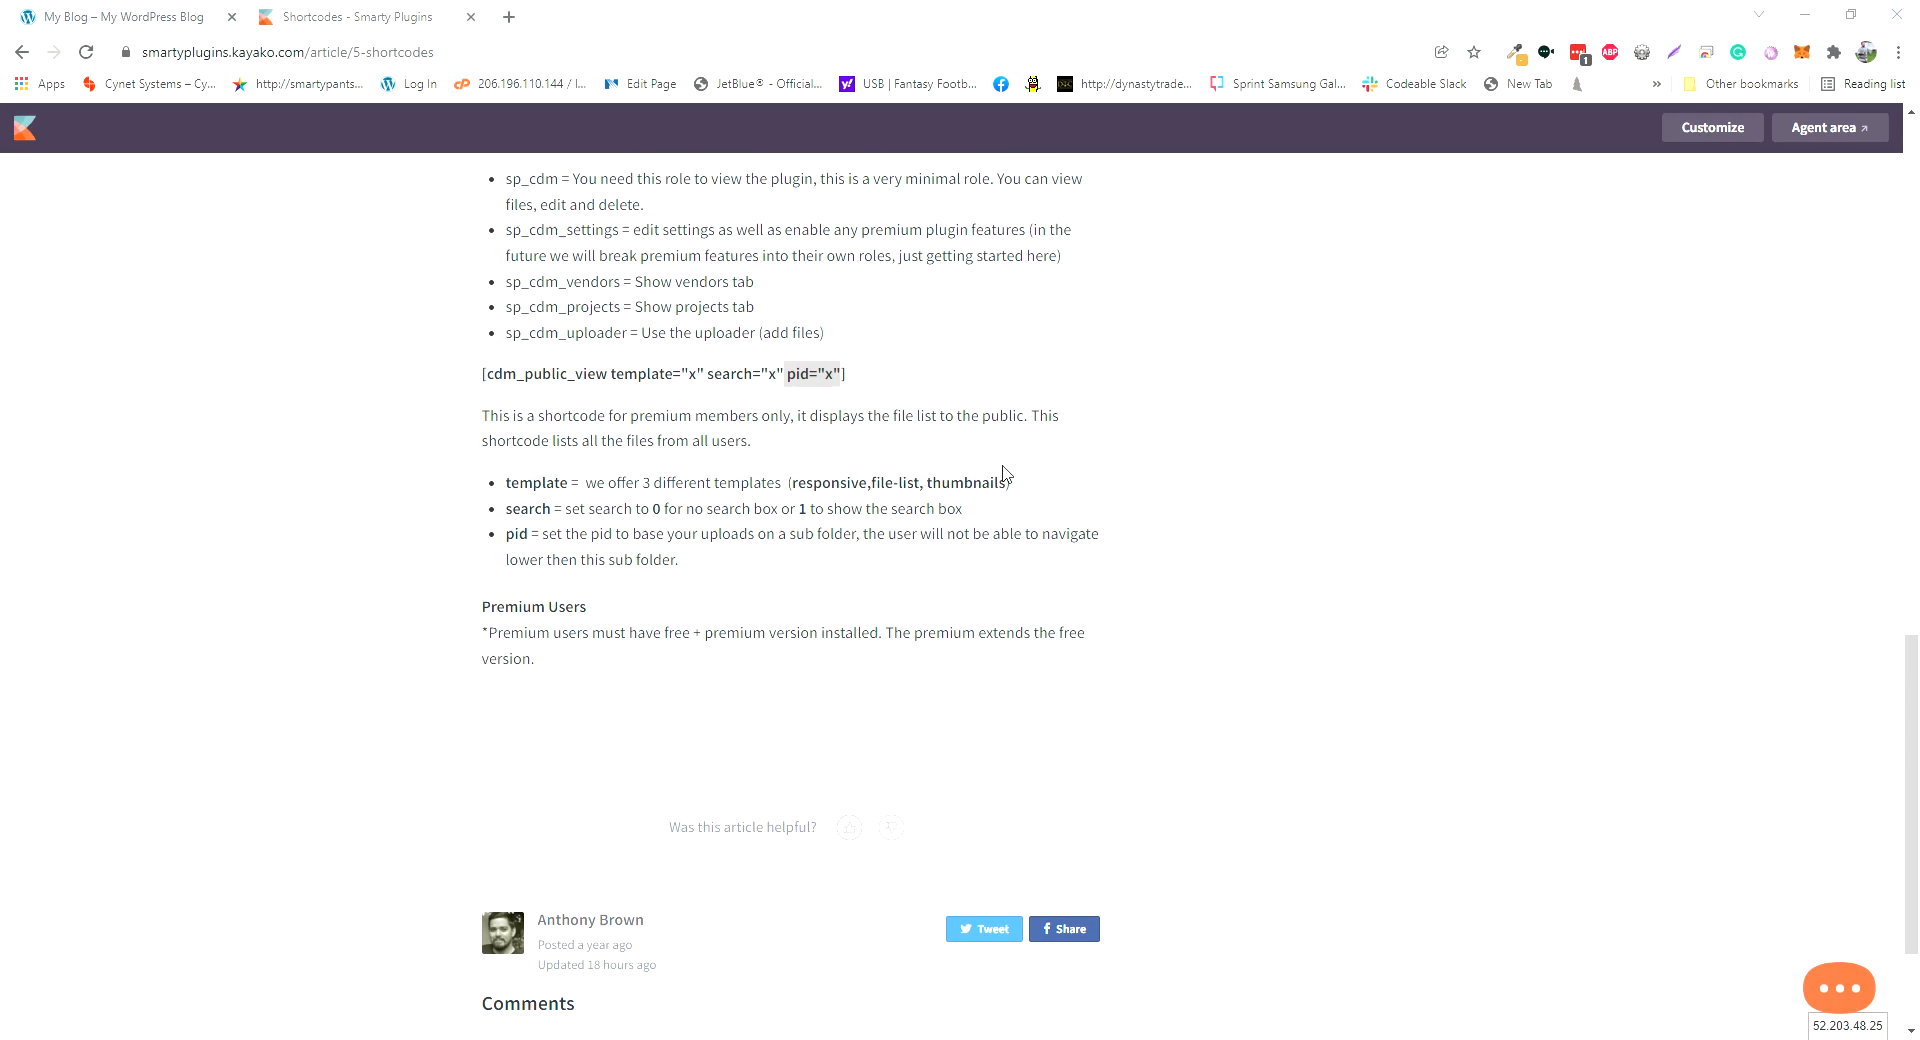 My Blog – My WordPress Blog
Shortcodes - Smarty Plugins
smartyplugins.kayako.com/article/5-shortcodes
1
ABP
Apps
Cynet Systems – Cy...
http://smartypants...
Log In
206.196.110.144 / l...
Edit Page
JetBlue® - Official...
USB | Fantasy Footb...
http://dynastytrade...
Sprint Samsung Gal...
Codeable Slack
New Tab
»
Other bookmarks
Reading list
Customize
Agent area
• sp_cdm = You need this role to view the plugin, this is a very minimal role. You can view
files, edit and delete.
• sp_cdm_settings = edit settings as well as enable any premium plugin features (in the
future we will break premium features into their own roles, just getting started here)
• sp_cdm_vendors = Show vendors tab
• sp_cdm_projects = Show projects tab
• sp_cdm_uploader = Use the uploader (add files)
[cdm_public_view template="x" search="x" pid="x"]
This is a shortcode for premium members only, it displays the file list to the public. This
shortcode lists all the files from all users.
• template = we offer 3 different templates (responsive,file-list, thumbnails)
• search = set search to 0 for no search box or 1 to show the search box
• pid = set the pid to base your uploads on a sub folder, the user will not be able to navigate
lower then this sub folder.
Premium Users
*Premium users must have free + premium version installed. The premium extends the free
version.
Was this article helpful?
Anthony Brown
Posted a year ago
Updated 18 hours ago
Tweet
Share
Comments
52.203.48.25